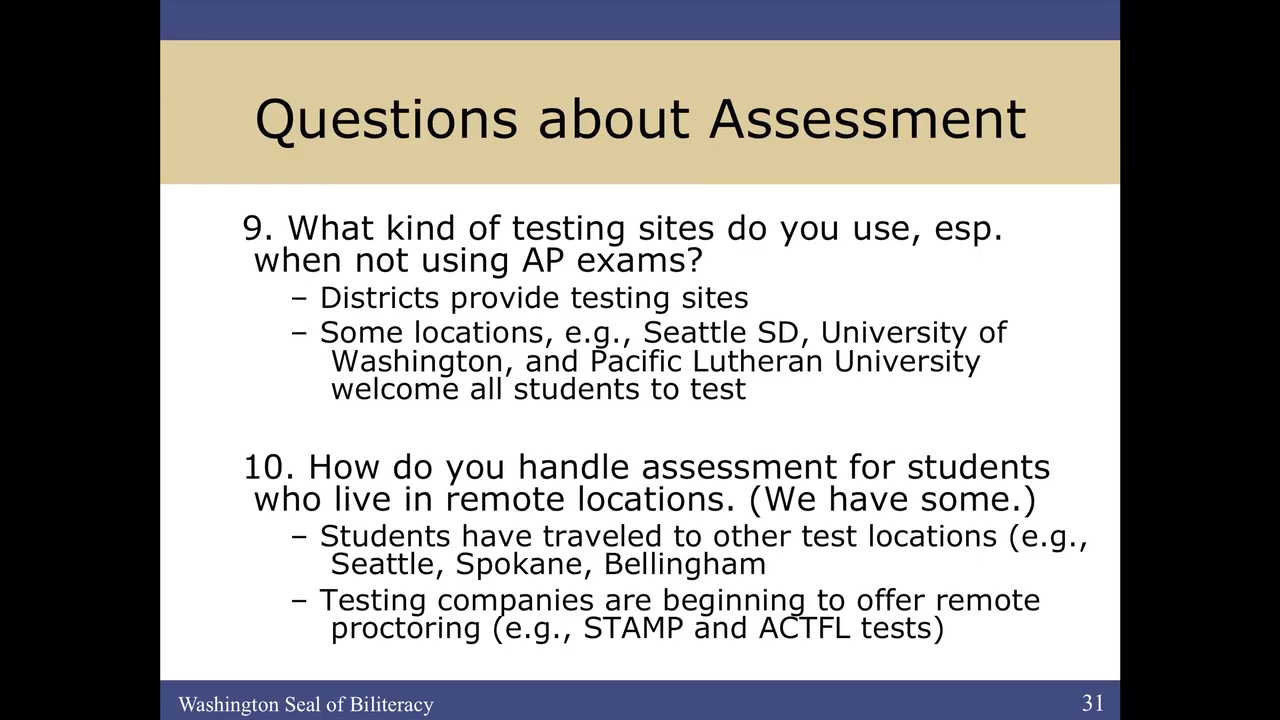 Questions about Assessment
9. What kind of testing sites do you use, esp.
when not using AP exams?
– Districts provide testing sites
– Some locations, e.g., Seattle SD, University of
Washington, and Pacific Lutheran University
welcome all students to test
10. How do you handle assessment for students
who live in remote locations. (We have some.)
– Students have traveled to other test locations (e.g.,
Seattle, Spokane, Bellingham
– Testing companies are beginning to offer remote
proctoring (e.g., STAMP and ACTFL tests)
Washington Seal of Biliteracy
31